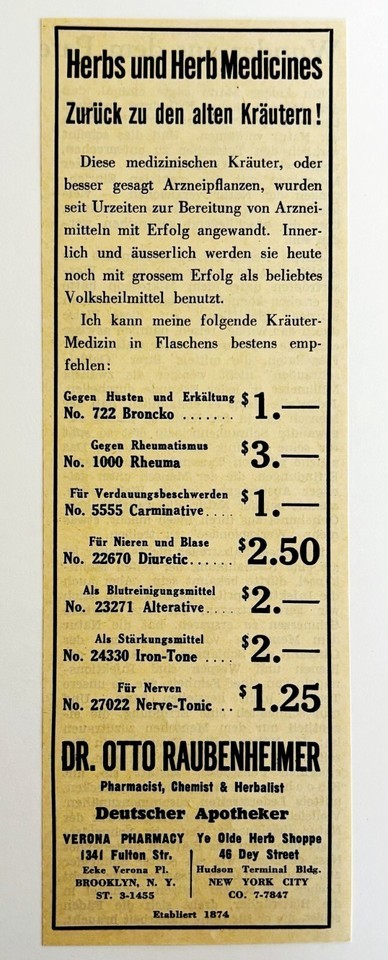 Herbs und Herb Medicines
Zurück zu den alten Kräutern!
Diese medizinischen Kräuter, oder
besser gesagt Arzneipflanzen, wurden
seit Urzeiten zur Bereitung von Arznei-
mitteln mit Erfolg angewandt. Inner-
lich und äusserlich werden sie heute
noch mit grossem Erfolg als beliebtes
Volksheilmittel benutzt.
Ich kann meine folgende Kräuter-
Medizin in Flaschens bestens emp-
fehlen:
Gegen Husten und Erkältung
No. 722 Broncko ....... $1.—
Gegen Rheumatismus
No. 1000 Rheuma $3.—
Für Verdauungsbeschwerden
No. 5555 Carminative.... $1.—
Für Nieren und Blase
No. 22670 Diuretic...... $2.50
Als Blutreinigungsmittel
No. 23271 Alterative.... $2.—
Als Stärkungsmittel
No. 24330 Iron-Tone .... $2.—
Für Nerven
No. 27022 Nerve-Tonic .. $1.25
DR. OTTO RAUBENHEIMER
Pharmacist, Chemist & Herbalist
Deutscher Apotheker
VERONA PHARMACY
1341 Fulton Str.
Ecke Verona Pl.
BROOKLYN, N. Y.
ST. 3-1455
Ye Olde Herb Shoppe
46 Dey Street
Hudson Terminal Bldg.
NEW YORK CITY
CO. 7-7847
Etabliert 1874